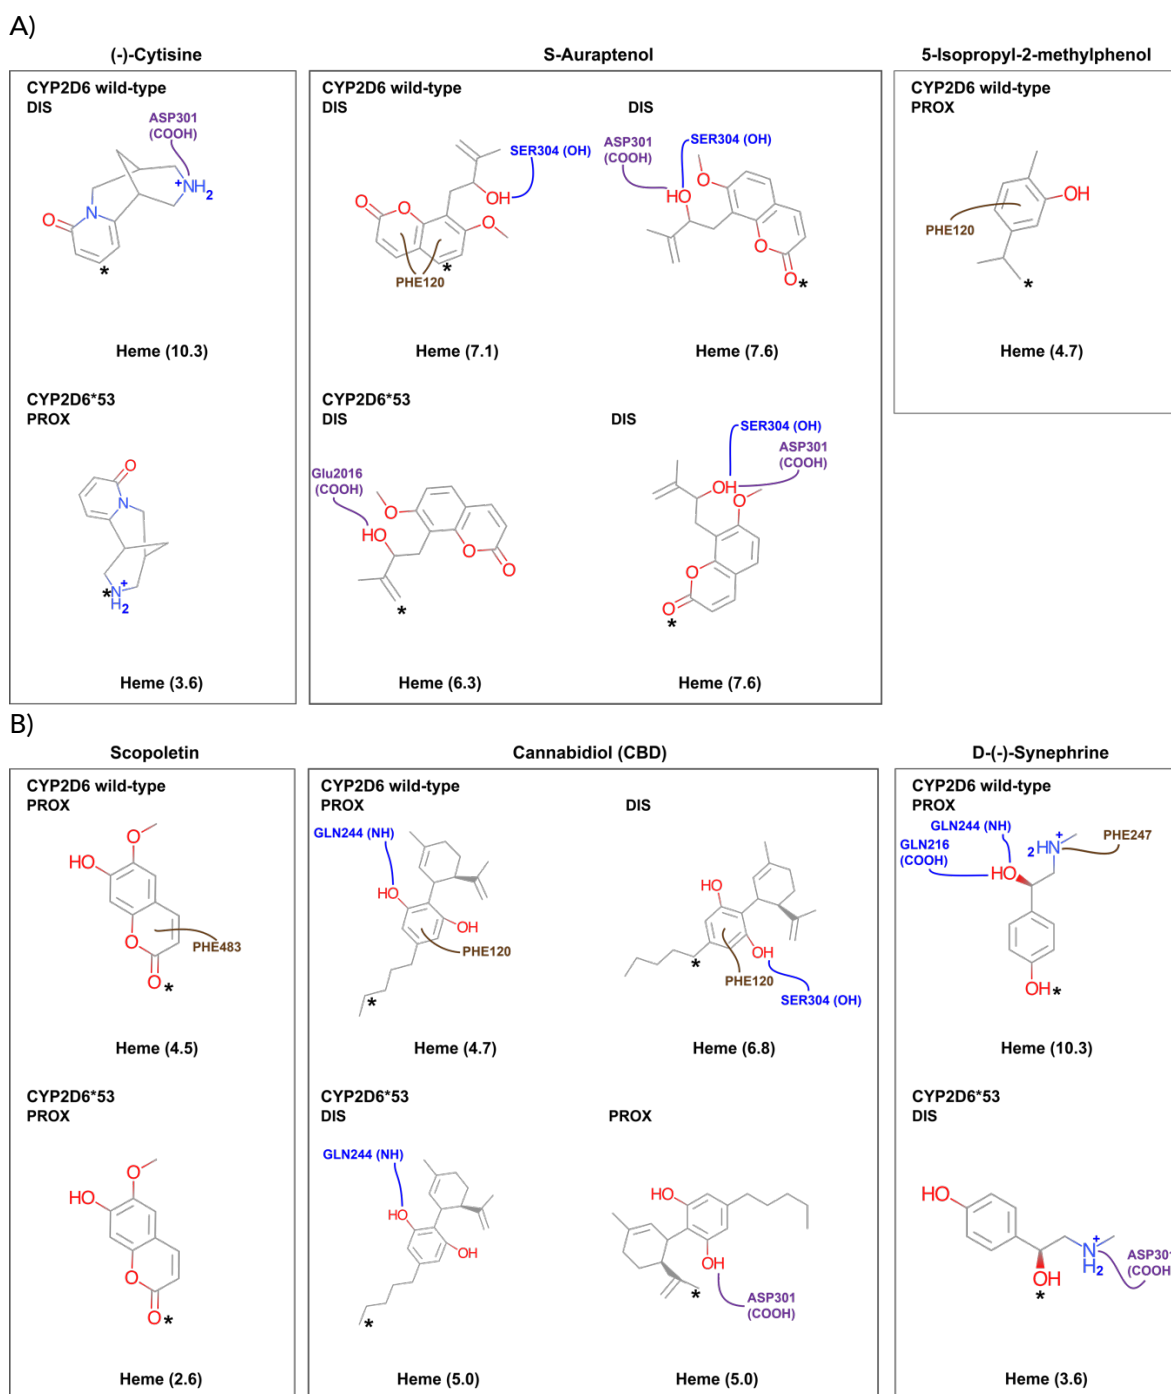 A)
(-)-Cytisine
CYP2D6 wild-type
DIS
ASP301
(COOH)
+
NH2
N
O
*
Heme (10.3)
CYP2D6*53
PROX
O
N
*
N+
H2
Heme (3.6)
S-Auraptenol
CYP2D6 wild-type
DIS
SER304 (OH)
OH
O
O
O
*
PHE120
Heme (7.1)
DIS
SER304 (OH)
ASP301
(COOH)
HO
O
O
O
*
Heme (7.6)
CYP2D6*53
DIS
Glu2016
(COOH)
O
HO
O
O
*
Heme (6.3)
DIS
SER304 (OH)
ASP301
(COOH)
OH
O
O
O
*
Heme (7.6)
5-Isopropyl-2-methylphenol
CYP2D6 wild-type
PROX
OH
PHE120
*
Heme (4.7)
B)
Scopoletin
CYP2D6 wild-type
PROX
O
HO
O
PHE483
O*
Heme (4.5)
CYP2D6*53
PROX
O
HO
O
O*
Heme (2.6)
Cannabidiol (CBD)
CYP2D6 wild-type
PROX
GLN244 (NH)
HO
OH
PHE120
*
Heme (4.7)
DIS
HO
OH
*
PHE120
SER304 (OH)
Heme (6.8)
CYP2D6*53
DIS
GLN244 (NH)
HO
OH
*
Heme (5.0)
PROX
HO
OH
*
ASP301
(COOH)
Heme (5.0)
D-(-)-Synephrine
CYP2D6 wild-type
PROX
GLN244 (NH)
GLN216
(COOH)
2HN+
PHE247
HO
OH*
Heme (10.3)
CYP2D6*53
DIS
HO
N+
H2
OH
*
ASP301
(COOH
Heme (3.6)